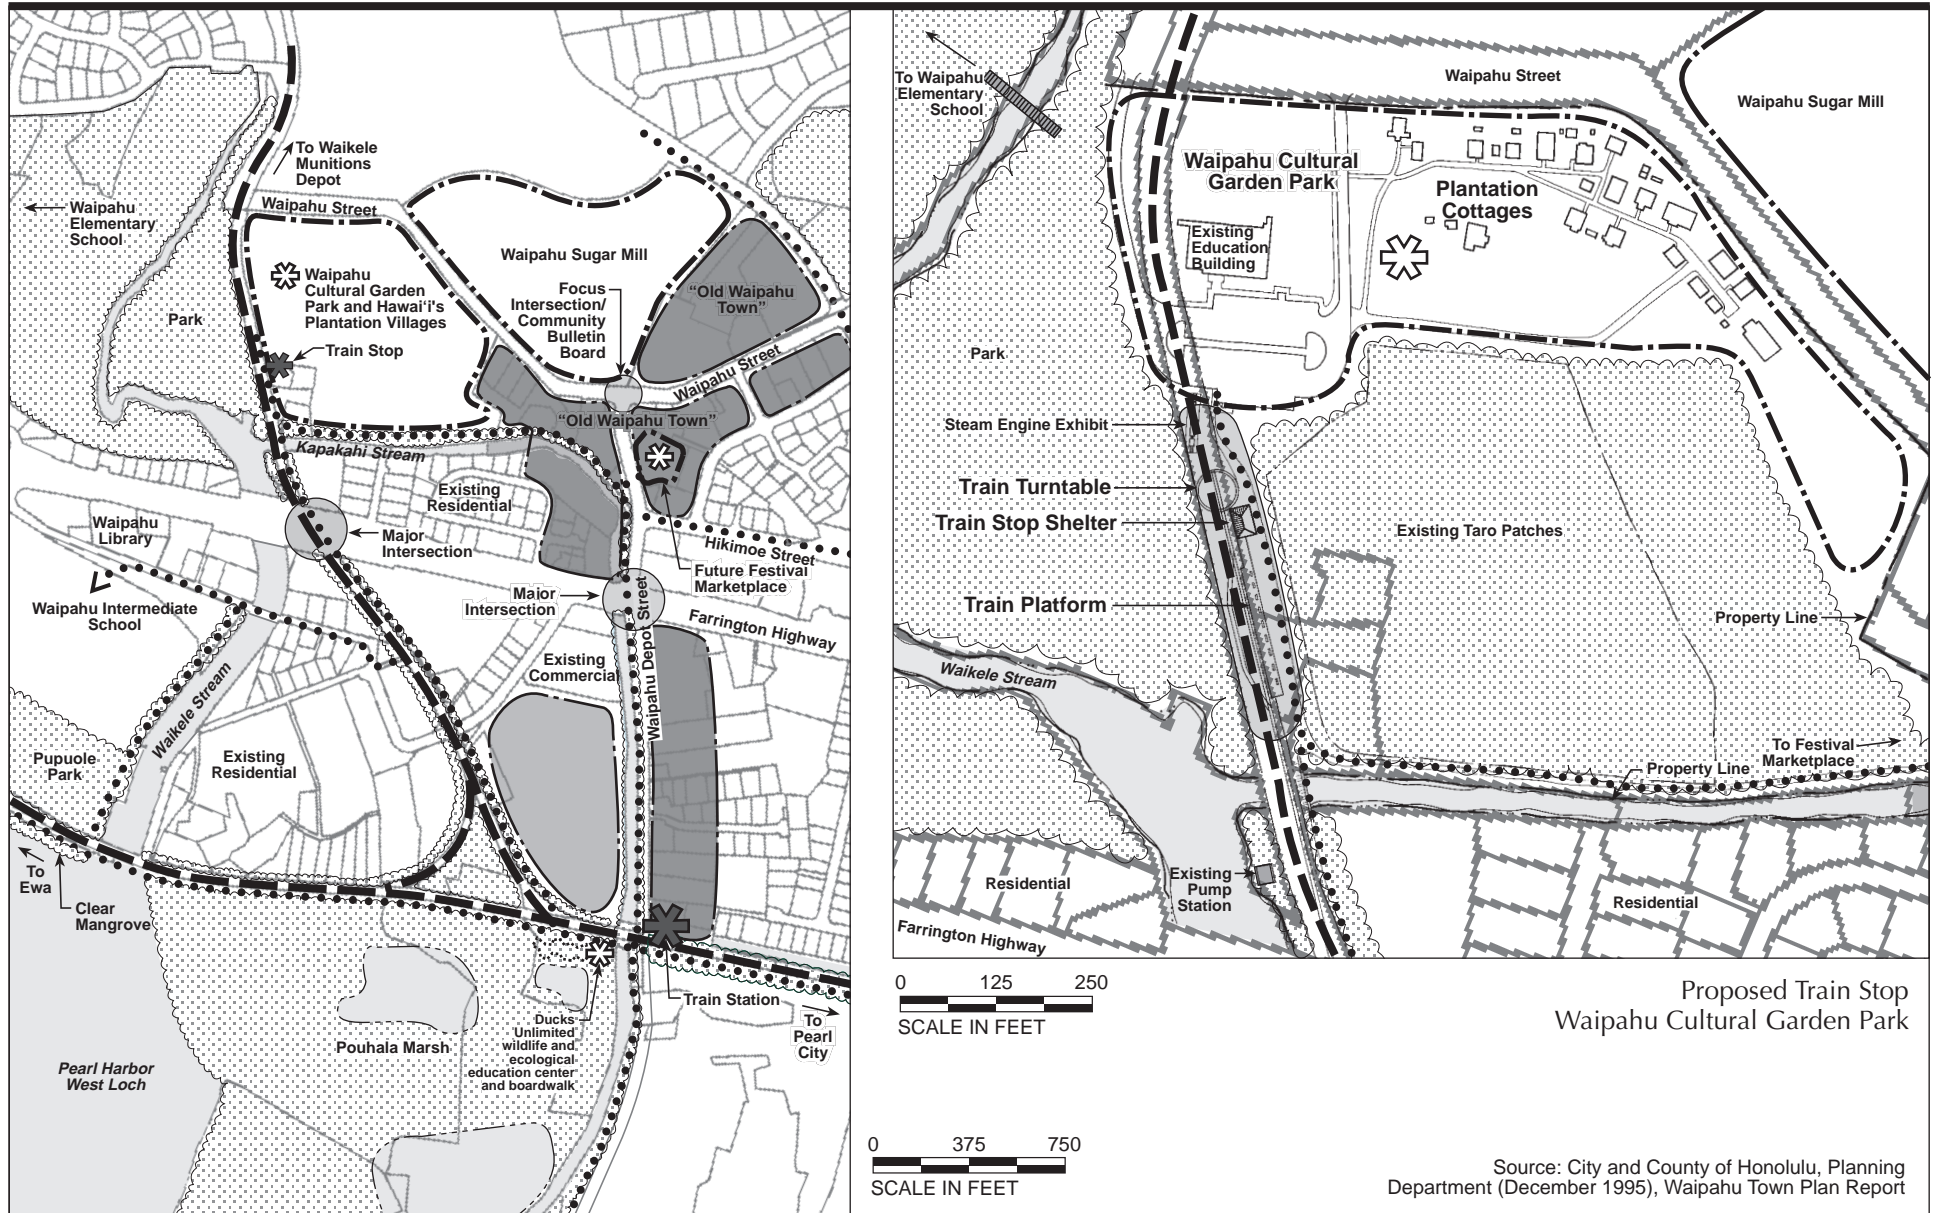 To Waikele
Munitions
Depot
Waipahu
Elementary
School
Waipahu Street
Waipahu Sugar Mill
Waipahu
Cultural Garden
Park and Hawai‘i's
Plantation Villages
Park
Train Stop
Focus
Intersection/
Community
Bulletin
Board
“Old Waipahu
Town”
Waipahu Street
“Old Waipahu Town”
Kapakahi Stream
Existing
Residential
Waipahu
Library
Major
Intersection
Hikimoe Street
Future Festival
Marketplace
Major
Intersection
Waipahu Intermediate
School
Farrington Highway
Existing
Commercial
Waipahu Depot Street
Waikele Stream
Pupuole
Park
Existing
Residential
To
Ewa
Clear
Mangrove
Train Station
To
Pearl
City
Ducks
Unlimited
wildlife and
ecological
education center
and boardwalk
Pouhala Marsh
Pearl Harbor
West Loch
To Waipahu
Elementary
School
Waipahu Street
Waipahu Sugar Mill
Waipahu Cultural
Garden Park
Plantation
Cottages
Existing
Education
Building
Park
Steam Engine Exhibit
Train Turntable
Train Stop Shelter
Existing Taro Patches
Train Platform
Property Line
Waikele Stream
To Festival
Marketplace
Property Line
Existing
Pump
Station
Residential
Residential
Farrington Highway
0 125 250
SCALE IN FEET
Proposed Train Stop
Waipahu Cultural Garden Park
0 375 750
SCALE IN FEET
Source: City and County of Honolulu, Planning
Department (December 1995), Waipahu Town Plan Report